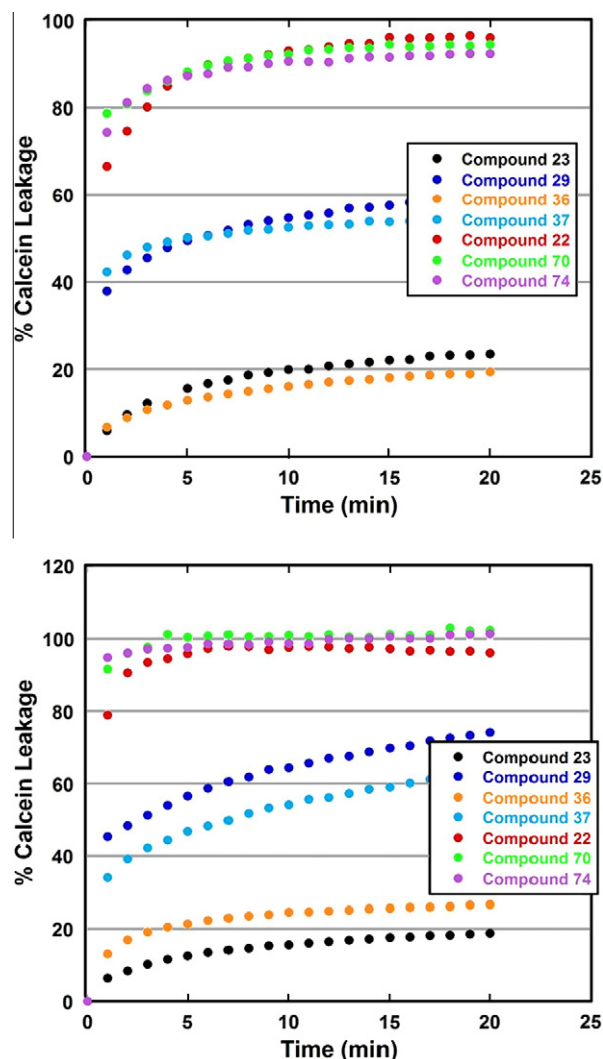 100
80
60
40
20
0
% Calcein Leakage
Compound 23
Compound 29
Compound 36
Compound 37
Compound 22
Compound 70
Compound 74
0 5 10 15 20 25
Time (min)
120
100
80
60
40
20
0
% Calcein Leakage
Compound 23
Compound 29
Compound 36
Compound 37
Compound 22
Compound 70
Compound 74
0 5 10 15 20 25
Time (min)